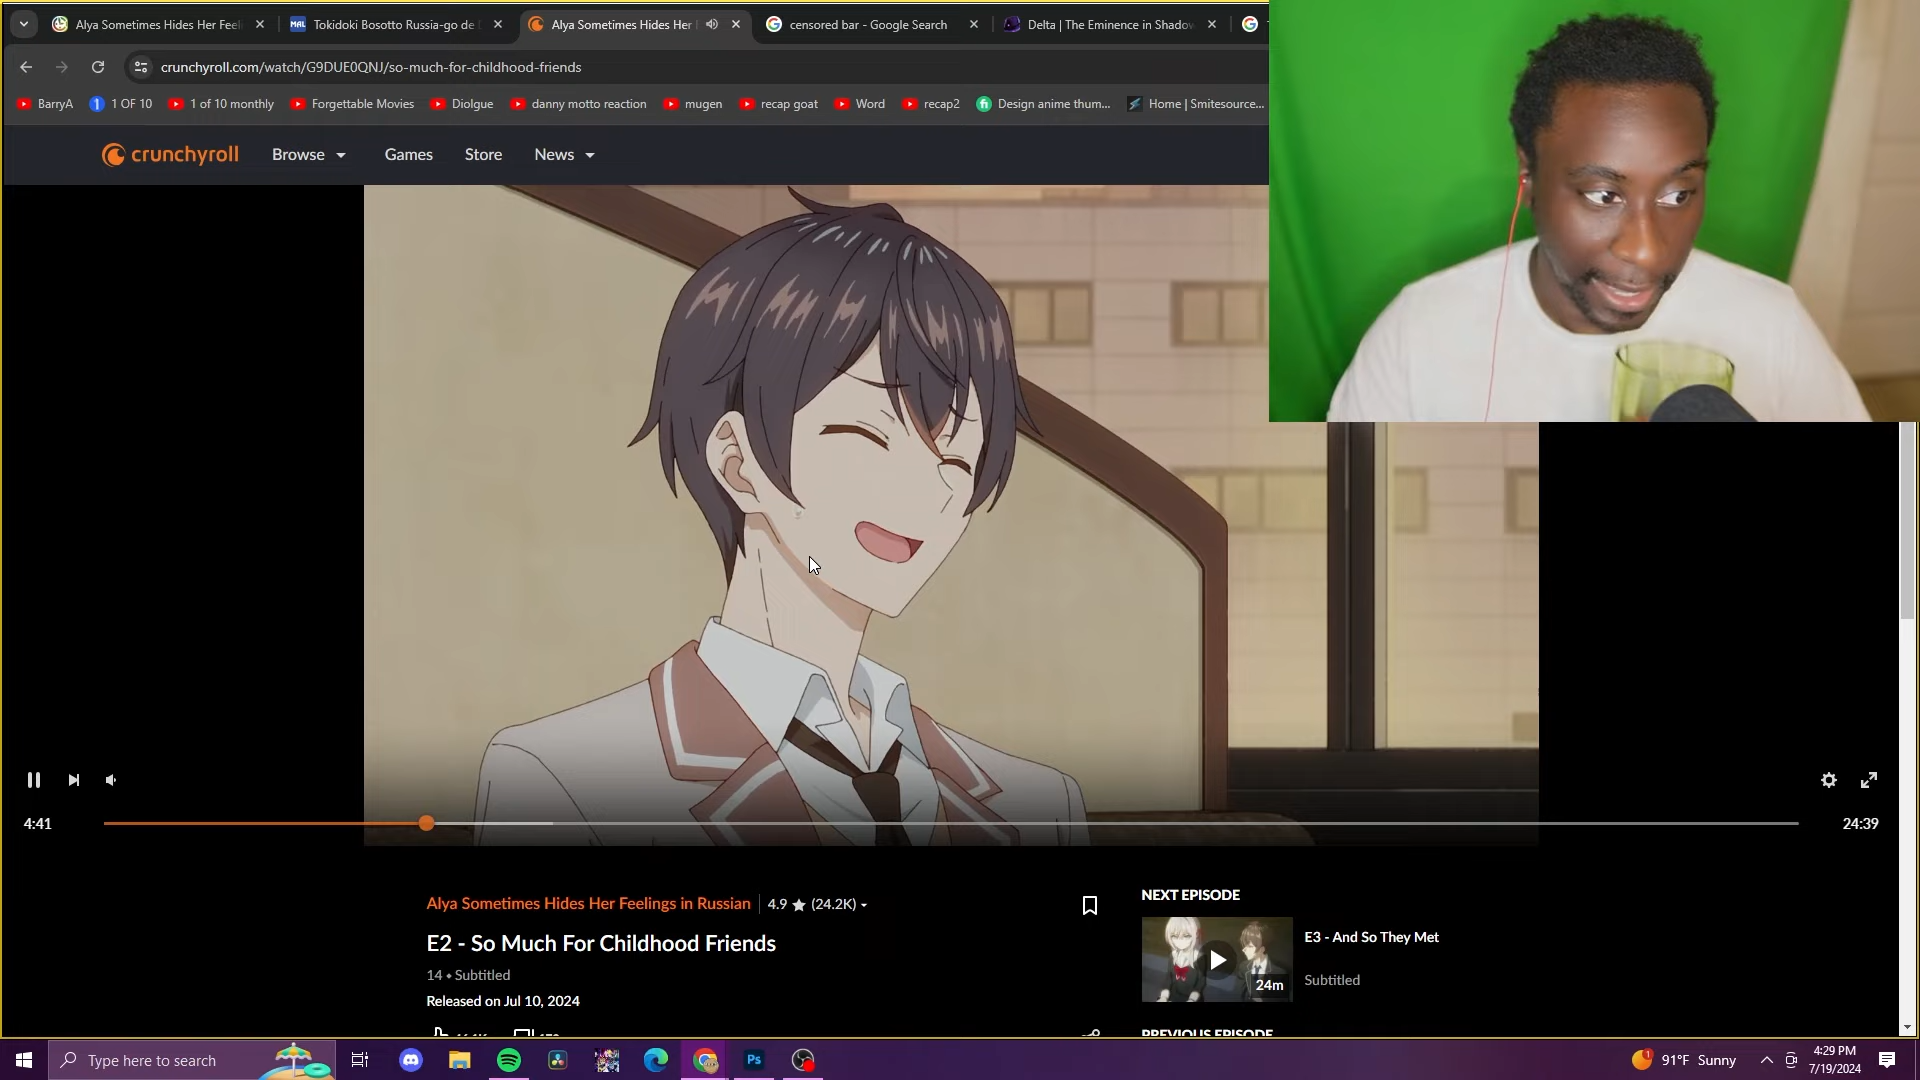 Alya Sometimes Hides Her Feeli
Tokidoki Bosotto Russia-go de
Alya Sometimes Hides Her
censored bar - Google Search
Delta | The Eminence in Shadow
crunchyroll.com/watch/G9DUE0QNJ/so-much-for-childhood-friends
BarryA
1 OF 10
1 of 10 monthly
Forgettable Movies
Diolgue
danny motto reaction
mugen
recap goat
Word
recap2
Design anime thum...
Home | Smitesource...
crunchyroll
Browse
Games
Store
News
4:41
24:39
Alya Sometimes Hides Her Feelings in Russian
4.9 ★ (24.2K)
E2 - So Much For Childhood Friends
14 • Subtitled
Released on Jul 10, 2024
NEXT EPISODE
24m
E3 - And So They Met
Subtitled
PREVIOUS EPISODE
Type here to search
Ps
91°F Sunny
4:29 PM
7/19/2024